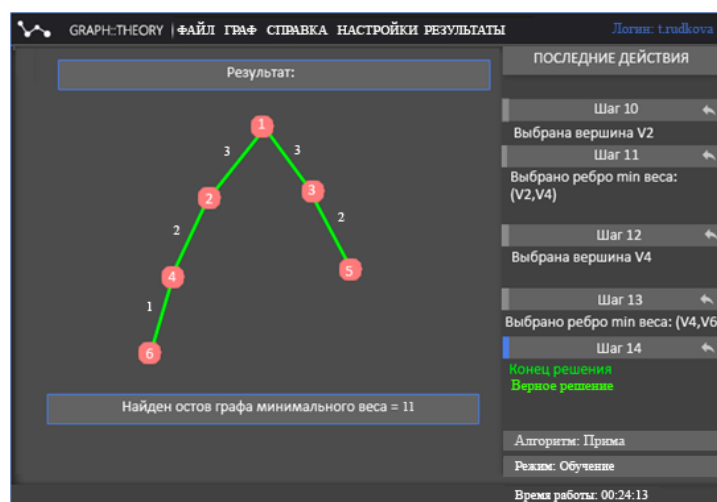 GRAPH::THEORY | ФАЙЛ ГРАФ СПРАВКА НАСТРОЙКИ РЕЗУЛЬТАТЫ Логин: t.rudkova
Результат:
1
3 3
2 3
2 2
4 5
1
6
Найден остов графа минимального веса = 11
ПОСЛЕДНИЕ ДЕЙСТВИЯ
Шаг 10
Выбрана вершина V2
Шаг 11
Выбрано ребро min веса:
(V2,V4)
Шаг 12
Выбрана вершина V4
Шаг 13
Выбрано ребро min веса: (V4,V6
Шаг 14
Конец решения
Верное решение
Алгоритм: Прима
Режим: Обучение
Время работы: 00:24:13